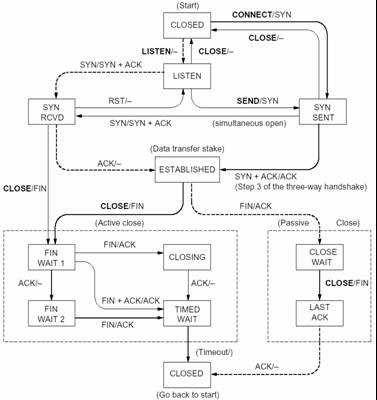 (Start)
CLOSED
CONNECT/SYN
CLOSE/–
LISTEN/–
CLOSE/–
SYN/SYN + ACK
LISTEN
SYN
RCVD
RST/–
SEND/SYN
SYN
SENT
SYN/SYN + ACK
(simultaneous open)
(Data transfer stake)
ACK/–
ESTABLISHED
SYN + ACK/ACK
(Step 3 of the three-way handshake)
CLOSE/FIN
CLOSE/FIN
FIN/ACK
(Active close)
(Passive
Close)
FIN
WAIT 1
FIN/ACK
CLOSING
CLOSE
WAIT
ACK/–
FIN + ACK/ACK
ACK/–
CLOSE/FIN
FIN
WAIT 2
FIN/ACK
TIMED
WAIT
LAST
ACK
(Timeout/)
CLOSED
ACK/–
(Go back to start)